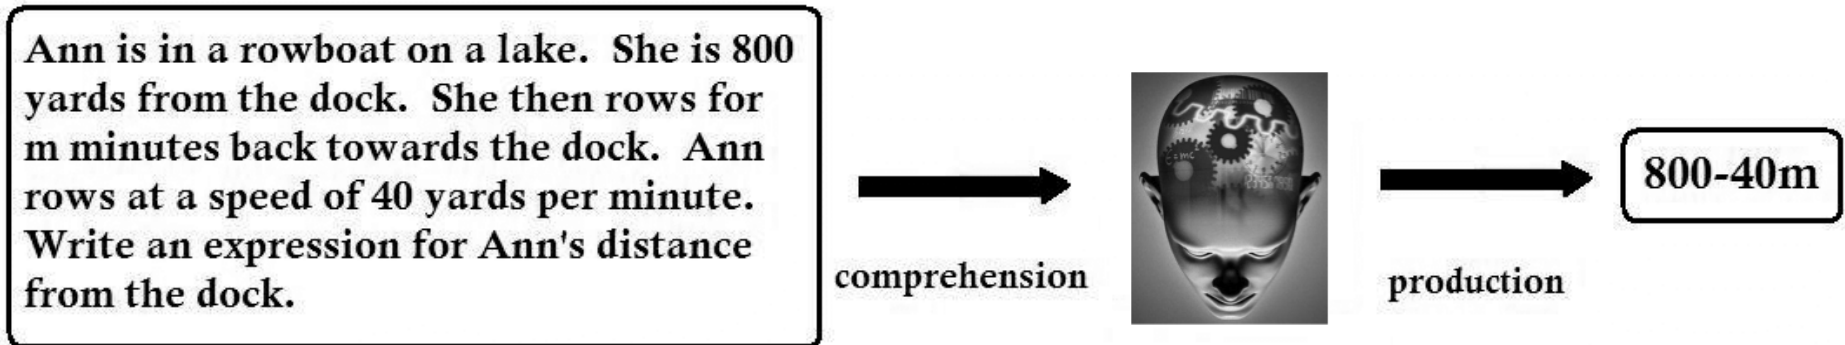 Ann is in a rowboat on a lake.  She is 800
yards from the dock.  She then rows for
m minutes back towards the dock.  Ann
rows at a speed of 40 yards per minute.
Write an expression for Ann's distance
from the dock.
comprehension
production
800-40m